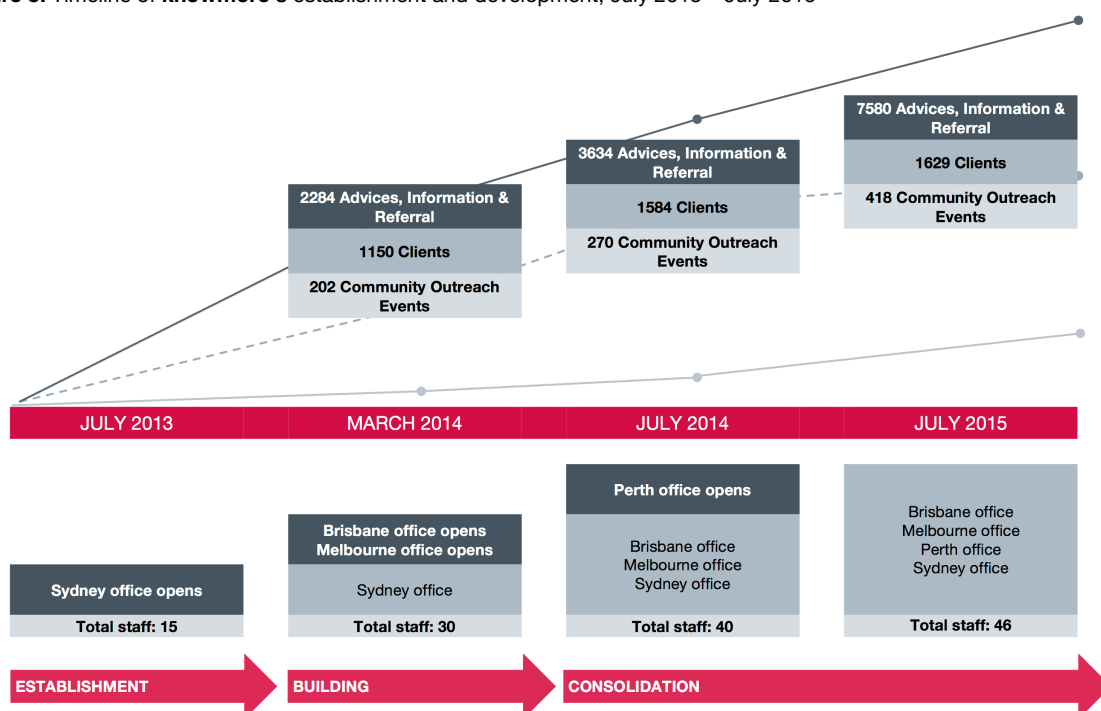 Timeline of knowmore's establishment and development, July
7580 Advices, Information &
Referral
1629 Clients
418 Community Outreach
Events
3634 Advices, Information &
Referral
1584 Clients
270 Community Outreach
Events
2284 Advices, Information &
Referral
1150 Clients
202 Community Outreach
Events
JULY 2013
MARCH 2014
JULY 2014
JULY 2015
Sydney office opens
Total staff: 15
Brisbane office opens
Melbourne office opens
Sydney office
Total staff: 30
Perth office opens
Brisbane office
Melbourne office
Sydney office
Total staff: 40
Brisbane office
Melbourne office
Perth office
Sydney office
Total staff: 46
ESTABLISHMENT
BUILDING
CONSOLIDATION